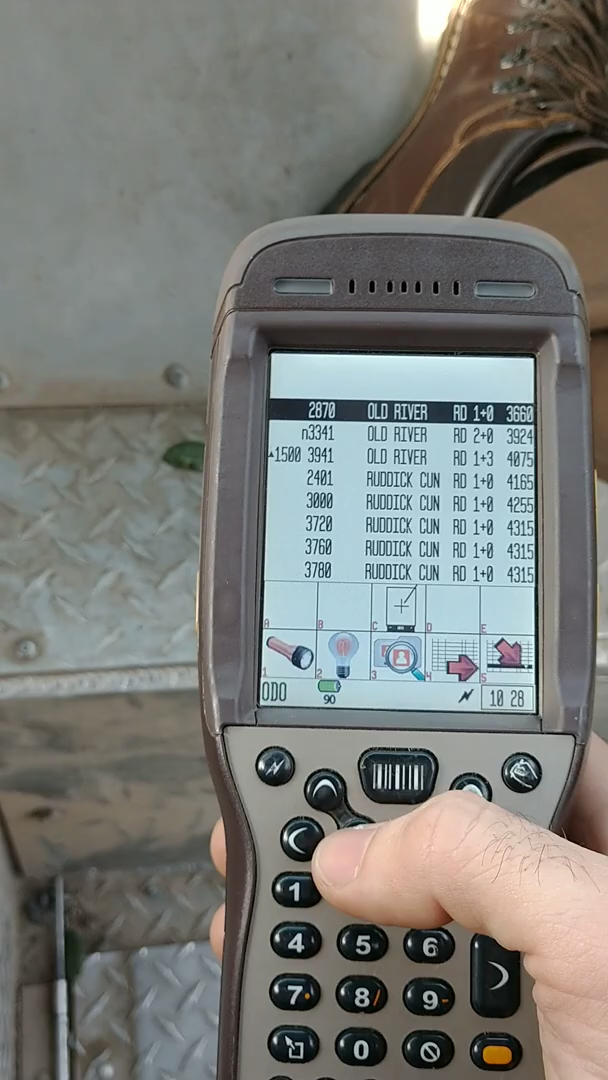 2870 OLD RIVER RD 1+0 3660
n3341 OLD RIVER RD 2+0 3924
▲1500 3941 OLD RIVER RD 1+3 4075
2401 RUDDICK CUN RD 1+0 4165
3000 RUDDICK CUN RD 1+0 4255
3720 RUDDICK CUN RD 1+0 4315
3760 RUDDICK CUN RD 1+0 4315
3780 RUDDICK CUN RD 1+0 4315
A B C D E
1 2 3 4 5
ODO 90 10 28
1
4 5 6
7. 8/ 9-
0